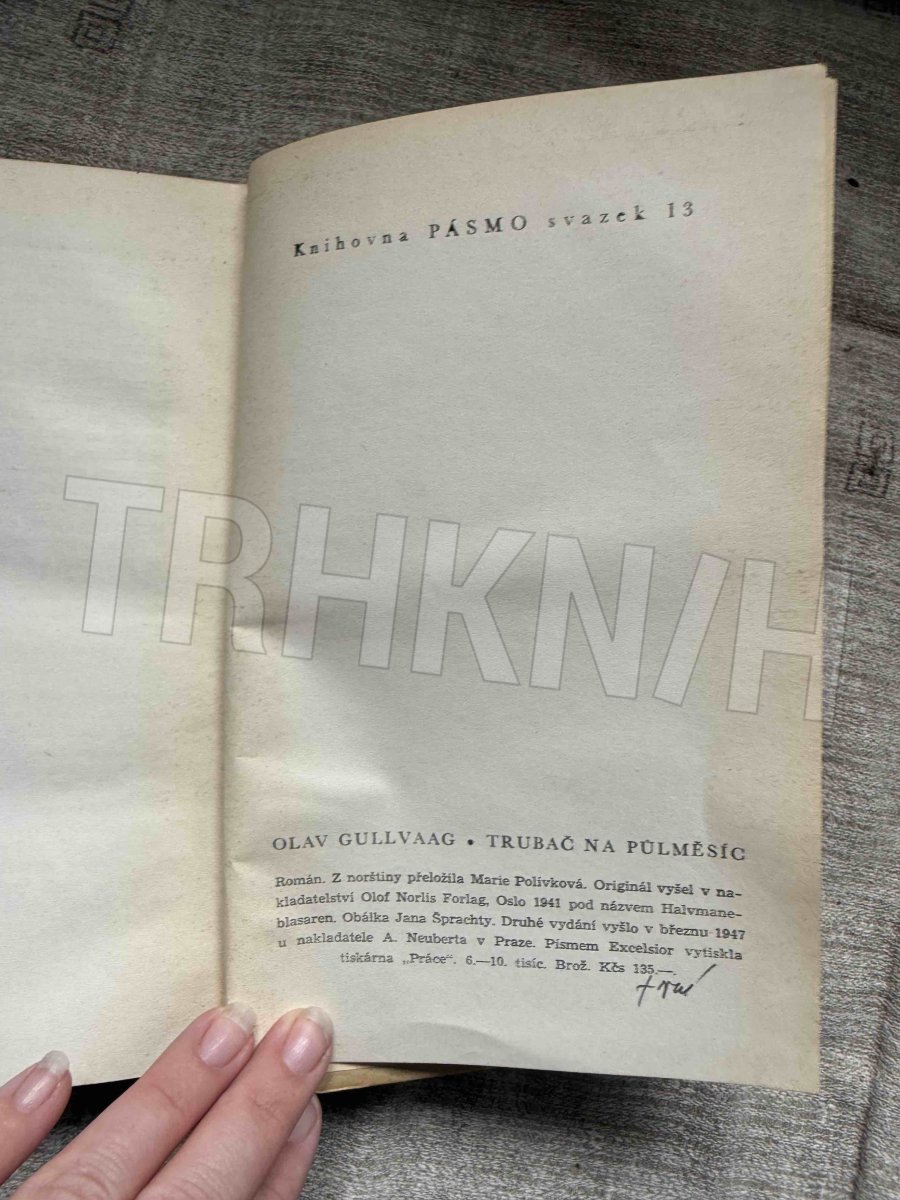 Knihovna PÁSMO svazek 13
TRHKN/H
OLAV GULLVAAG • TRUBAČ NA PŮLMĚSÍC
Román. Z norštiny přeložila Marie Polívková. Originál vyšel v na-
kladatelství Olof Norlis Forlag, Oslo 1941 pod názvem Halvmane-
blasaren. Obálka Jana Šprachty. Druhé vydání vyšlo v březnu 1947
u nakladatele A. Neuberta v Praze. Písmem Excelsior vytiskla
tiskárna „Práce“. 6.—10. tisíc. Brož. Kčs 135.—.